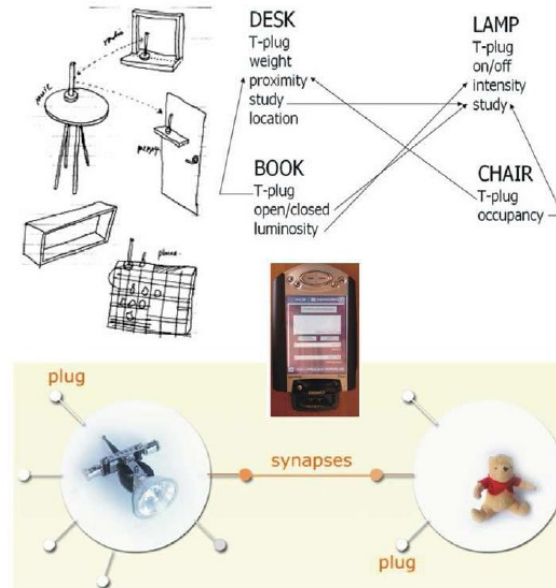 DESK
T-plug
weight
proximity
study
location
LAMP
T-plug
on/off
intensity
study
BOOK
T-plug
open/closed
luminosity
CHAIR
T-plug
occupancy
plug
synapses
plug